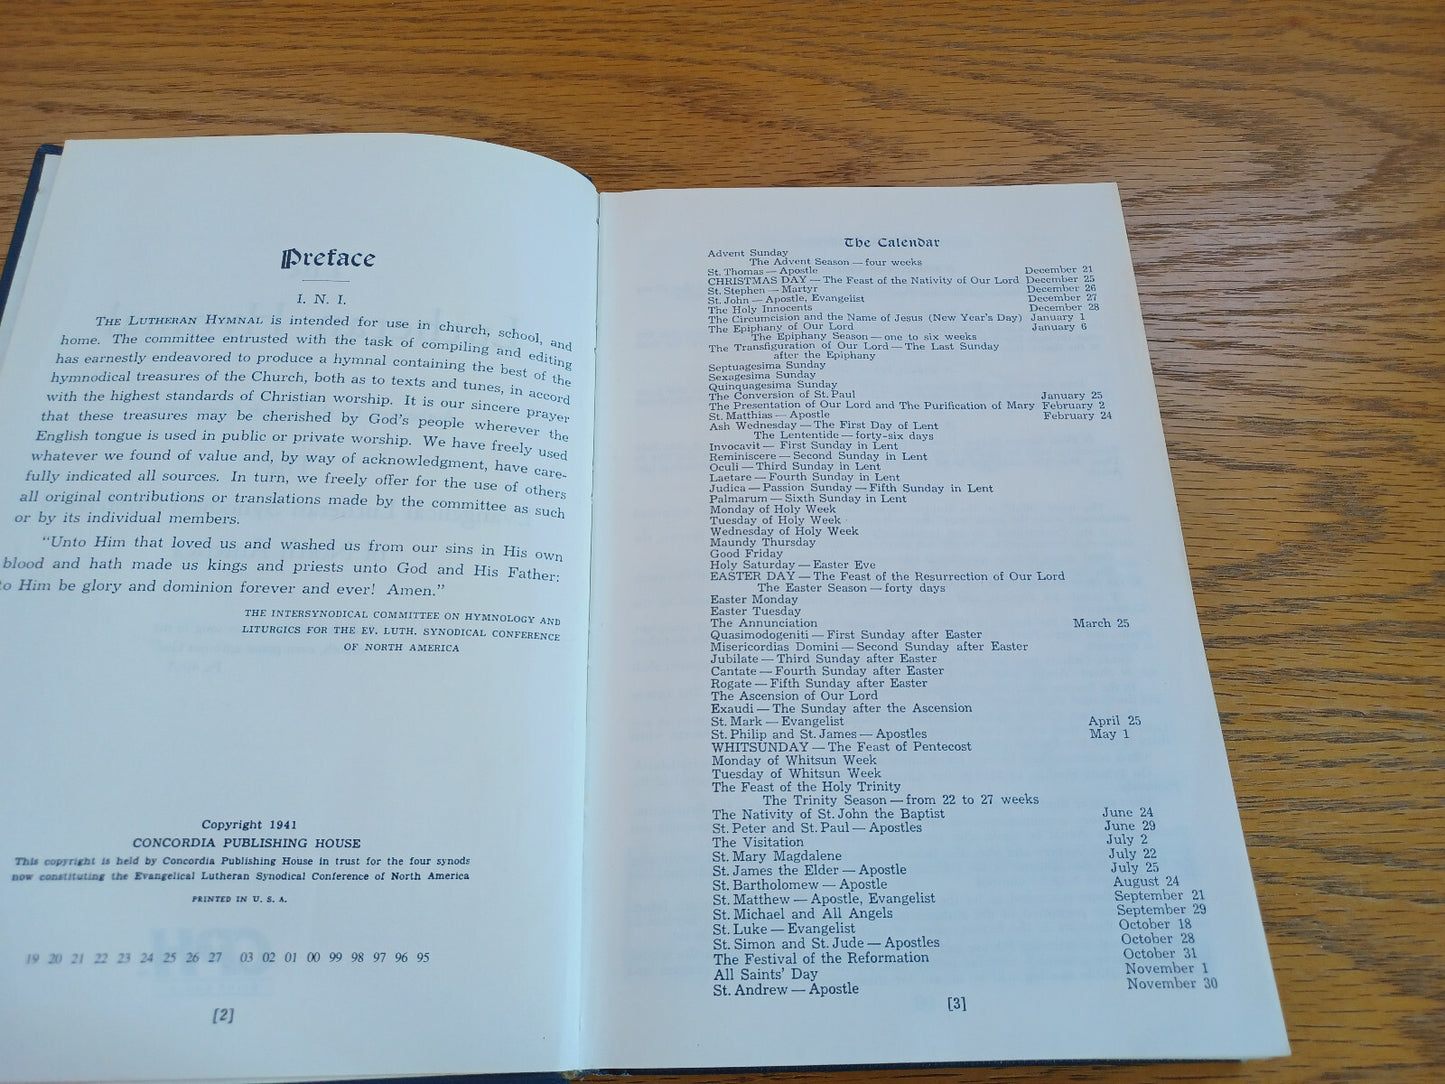 Preface
I. N. I.
THE LUTHERAN HYMNAL is intended for use in church, school, and
home. The committee entrusted with the task of compiling and editing
has earnestly endeavored to produce a hymnal containing the best of the
hymnodical treasures of the Church, both as to texts and tunes, in accord
with the highest standards of Christian worship. It is our sincere prayer
that these treasures may be cherished by God's people wherever the
English tongue is used in public or private worship. We have freely used
whatever we found of value and, by way of acknowledgment, have care-
fully indicated all sources. In turn, we freely offer for the use of others
all original contributions or translations made by the committee as such
or by its individual members.
"Unto Him that loved us and washed us from our sins in His own
blood and hath made us kings and priests unto God and His Father:
to Him be glory and dominion forever and ever! Amen."
THE INTERSYNODICAL COMMITTEE ON HYMNOLOGY AND
LITURGICS FOR THE EV. LUTH. SYNODICAL CONFERENCE
OF NORTH AMERICA
Copyright 1941
CONCORDIA PUBLISHING HOUSE
This copyright is held by Concordia Publishing House in trust for the four synods
now constituting the Evangelical Lutheran Synodical Conference of North America
PRINTED IN U. S. A.
19 20 21 22 23 24 25 26 27 03 02 01 00 99 98 97 96 95
[2]
The Calendar
Advent Sunday
The Advent Season — four weeks
St. Thomas — Apostle December 21
CHRISTMAS DAY — The Feast of the Nativity of Our Lord December 25
St. Stephen — Martyr December 26
St. John — Apostle, Evangelist December 27
The Holy Innocents December 28
The Circumcision and the Name of Jesus (New Year's Day) January 1
The Epiphany of Our Lord January 6
The Epiphany Season — one to six weeks
The Transfiguration of Our Lord — The Last Sunday
after the Epiphany
Septuagesima Sunday
Sexagesima Sunday
Quinquagesima Sunday
The Conversion of St. Paul January 25
The Presentation of Our Lord and The Purification of Mary February 2
St. Matthias — Apostle February 24
Ash Wednesday — The First Day of Lent
The Lententide — forty-six days
Invocavit — First Sunday in Lent
Reminiscere — Second Sunday in Lent
Oculi — Third Sunday in Lent
Laetare — Fourth Sunday in Lent
Judica — Passion Sunday — Fifth Sunday in Lent
Palmarum — Sixth Sunday in Lent
Monday of Holy Week
Tuesday of Holy Week
Wednesday of Holy Week
Maundy Thursday
Good Friday
Holy Saturday — Easter Eve
EASTER DAY — The Feast of the Resurrection of Our Lord
The Easter Season — forty days
Easter Monday
Easter Tuesday
The Annunciation March 25
Quasimodogeniti — First Sunday after Easter
Misericordias Domini — Second Sunday after Easter
Jubilate — Third Sunday after Easter
Cantate — Fourth Sunday after Easter
Rogate — Fifth Sunday after Easter
The Ascension of Our Lord
Exaudi — The Sunday after the Ascension
St. Mark — Evangelist April 25
St. Philip and St. James — Apostles May 1
WHITSUNDAY — The Feast of Pentecost
Monday of Whitsun Week
Tuesday of Whitsun Week
The Feast of the Holy Trinity
The Trinity Season — from 22 to 27 weeks
The Nativity of St. John the Baptist June 24
St. Peter and St. Paul — Apostles June 29
The Visitation July 2
St. Mary Magdalene July 22
St. James the Elder — Apostle July 25
St. Bartholomew — Apostle August 24
St. Matthew — Apostle, Evangelist September 21
St. Michael and All Angels September 29
St. Luke — Evangelist October 18
St. Simon and St. Jude — Apostles October 28
The Festival of the Reformation October 31
All Saints' Day November 1
St. Andrew — Apostle November 30
[3]